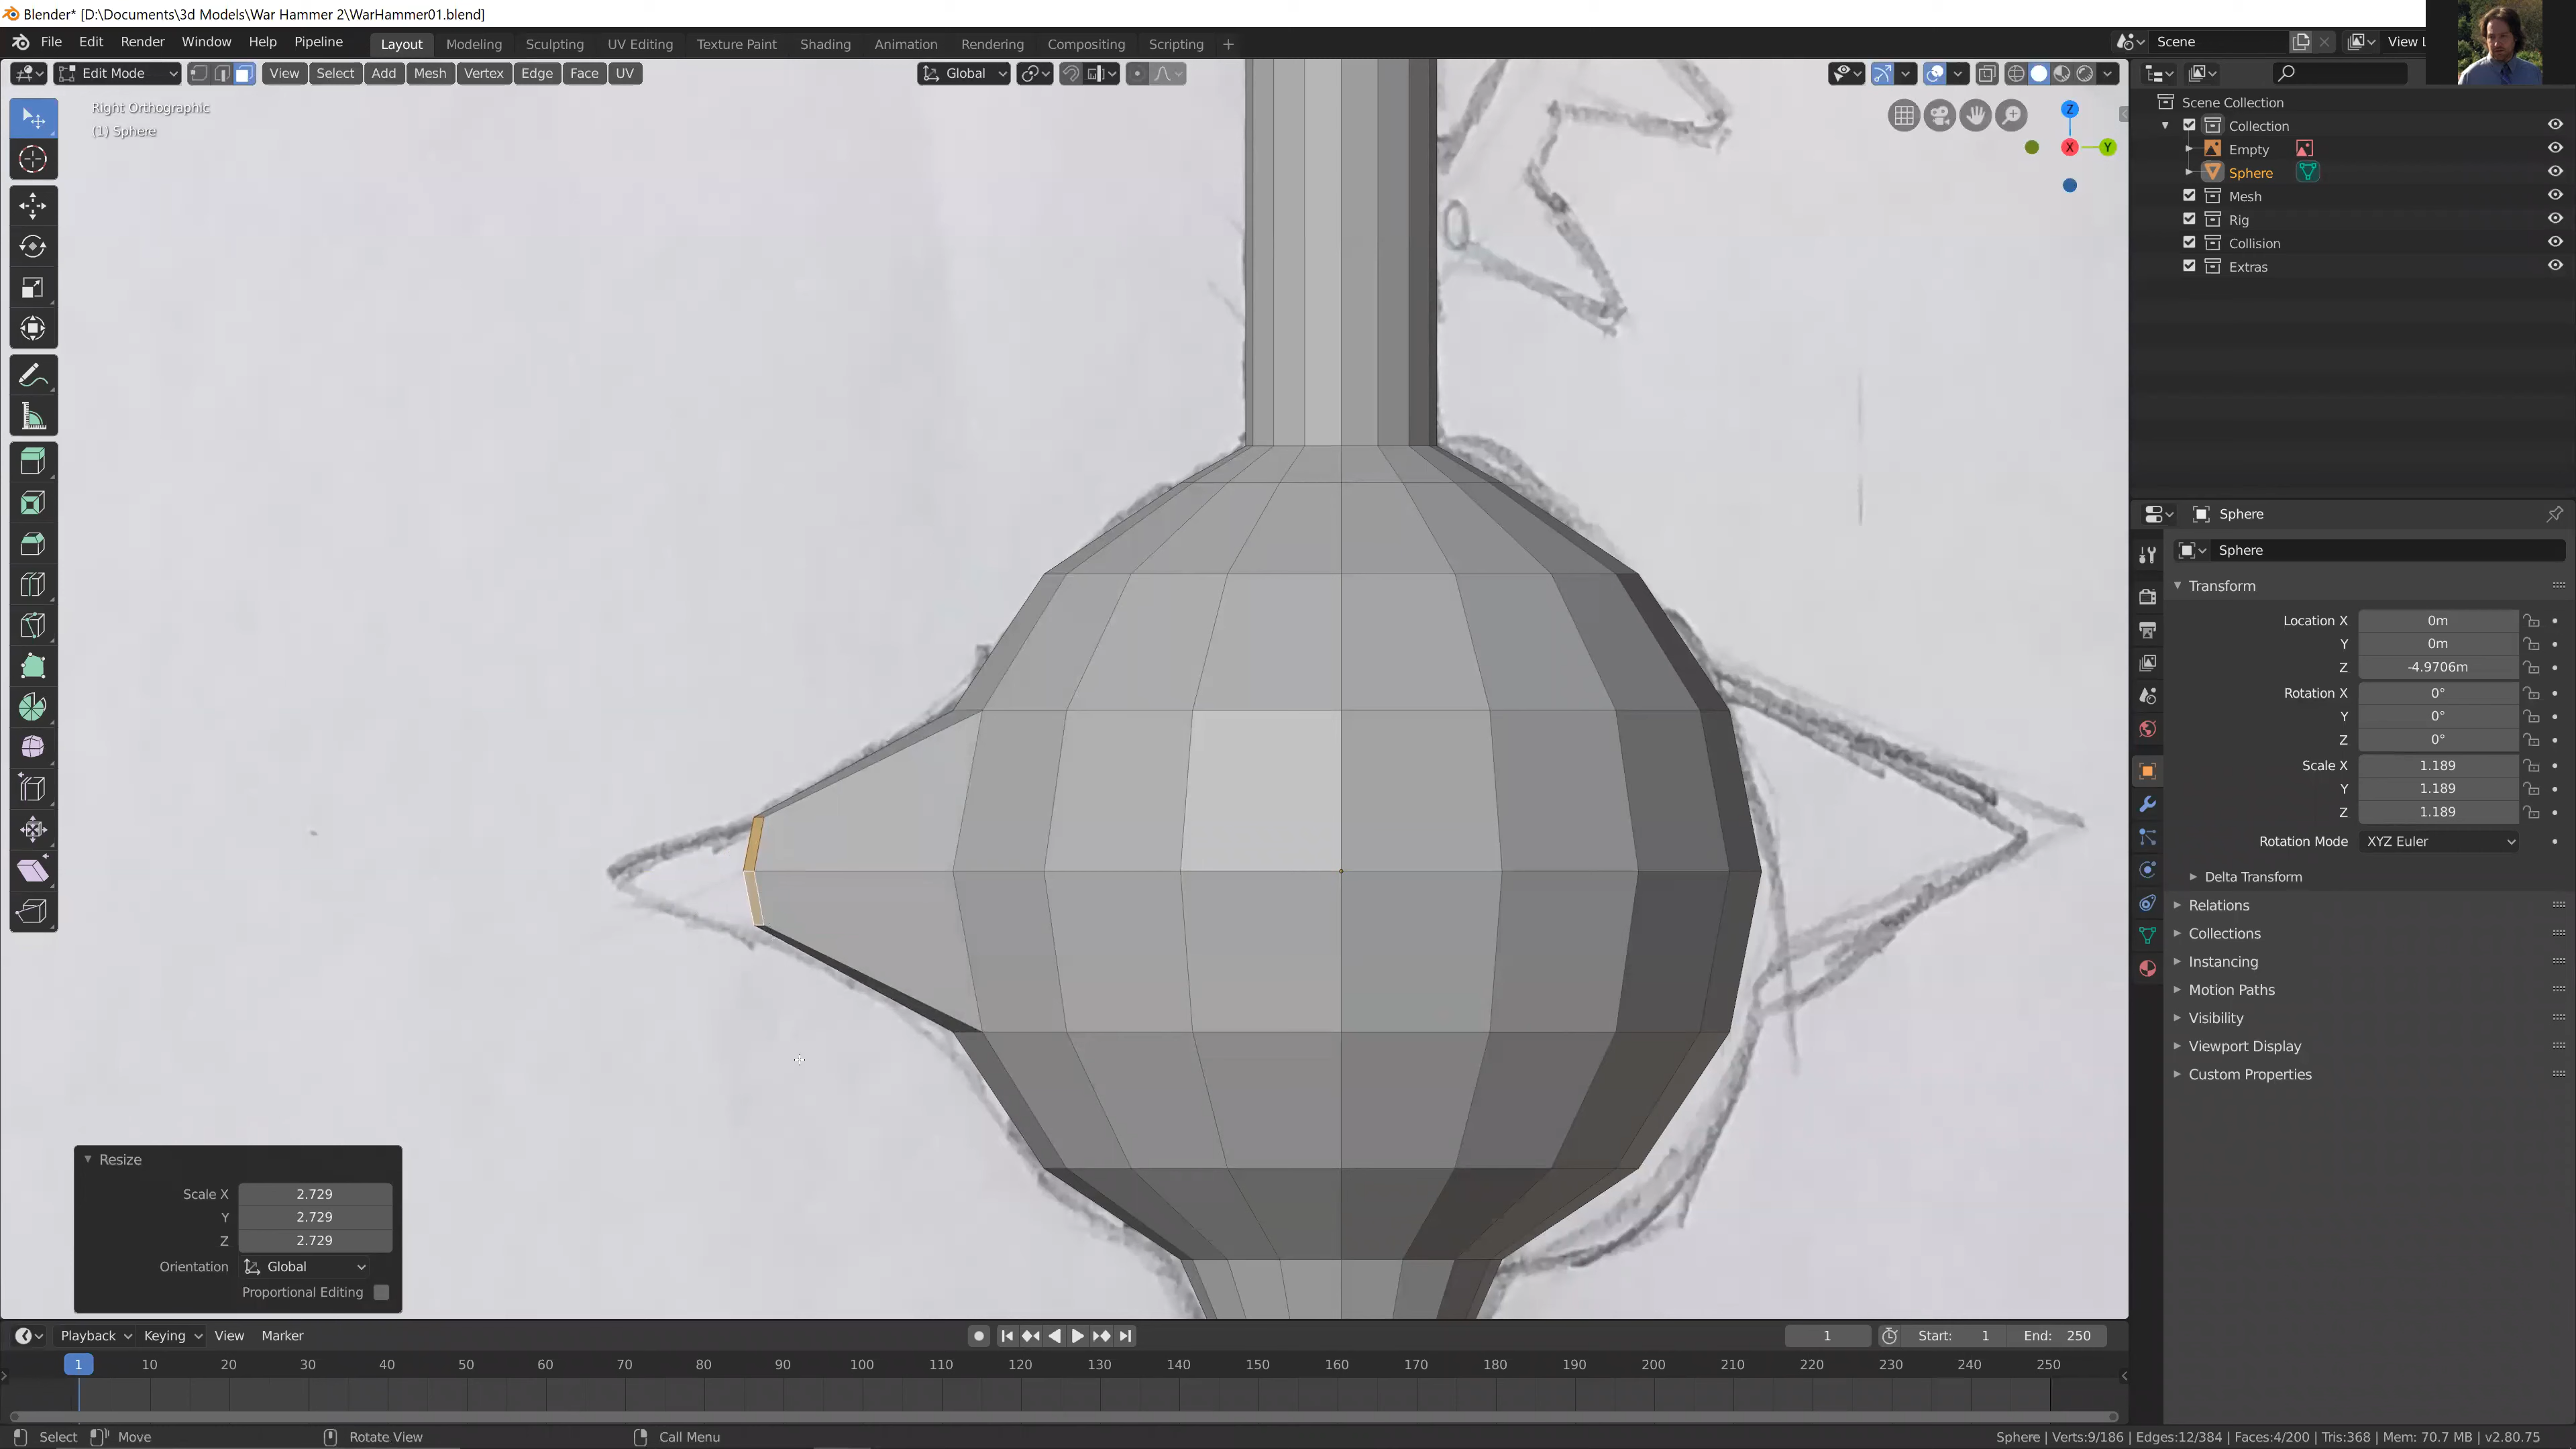 Blender* [D:\Documents\3d Models\War Hammer 2\WarHammer01.blend]
File Edit Render Window Help Pipeline Layout Modeling Sculpting UV Editing Texture Paint Shading Animation Rendering Compositing Scripting + Scene View L
Edit Mode View Select Add Mesh Vertex Edge Face UV Global
Right Orthographic
(1) Sphere
Z
X
Y
Scene Collection
Collection
Empty
Sphere
Mesh
Rig
Collision
Extras
Sphere
Sphere
Transform
Location X 0m
Y 0m
Z -4.9706m
Rotation X 0°
Y 0°
Z 0°
Scale X 1.189
Y 1.189
Z 1.189
Rotation Mode XYZ Euler
Delta Transform
Relations
Collections
Instancing
Motion Paths
Visibility
Viewport Display
Custom Properties
Resize
Scale X 2.729
Y 2.729
Z 2.729
Orientation Global
Proportional Editing
Playback Keying View Marker 1 Start: 1 End: 250
1 10 20 30 40 50 60 70 80 90 100 110 120 130 140 150 160 170 180 190 200 210 220 230 240 250
Select Move Rotate View Call Menu Sphere | Verts:9/186 | Edges:12/384 | Faces:4/200 | Tris:368 | Mem: 70.7 MB | v2.80.75